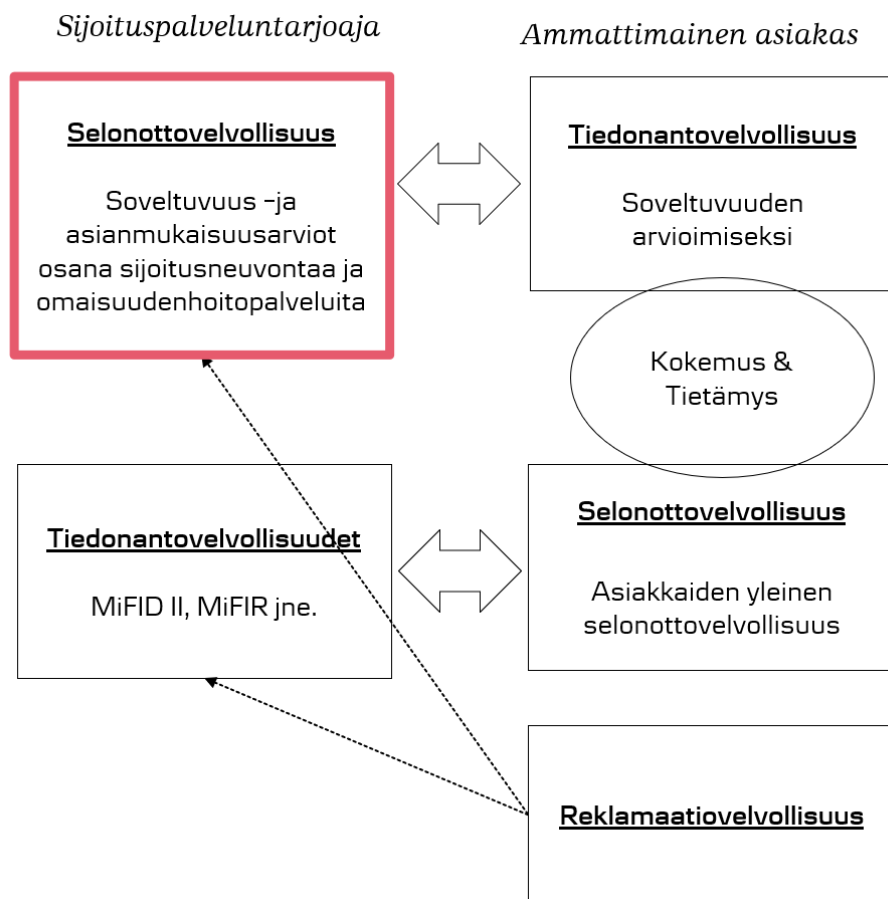 Sijoituspalveluntarjoaja
Ammattimainen asiakas
Selonottovelvollisuus
Soveltuvuus -ja
asianmukaisuusarviot
osana sijoitusneuvontaa ja
omaisuudenhoitopalveluita
Tiedonantovelvollisuus
Soveltuvuuden
arvioimiseksi
Kokemus &
Tietämys
Tiedonantovelvollisuudet
MiFID II, MiFIR jne.
Selonottovelvollisuus
Asiakkaiden yleinen
selonottovelvollisuus
Reklamaatiovelvollisuus